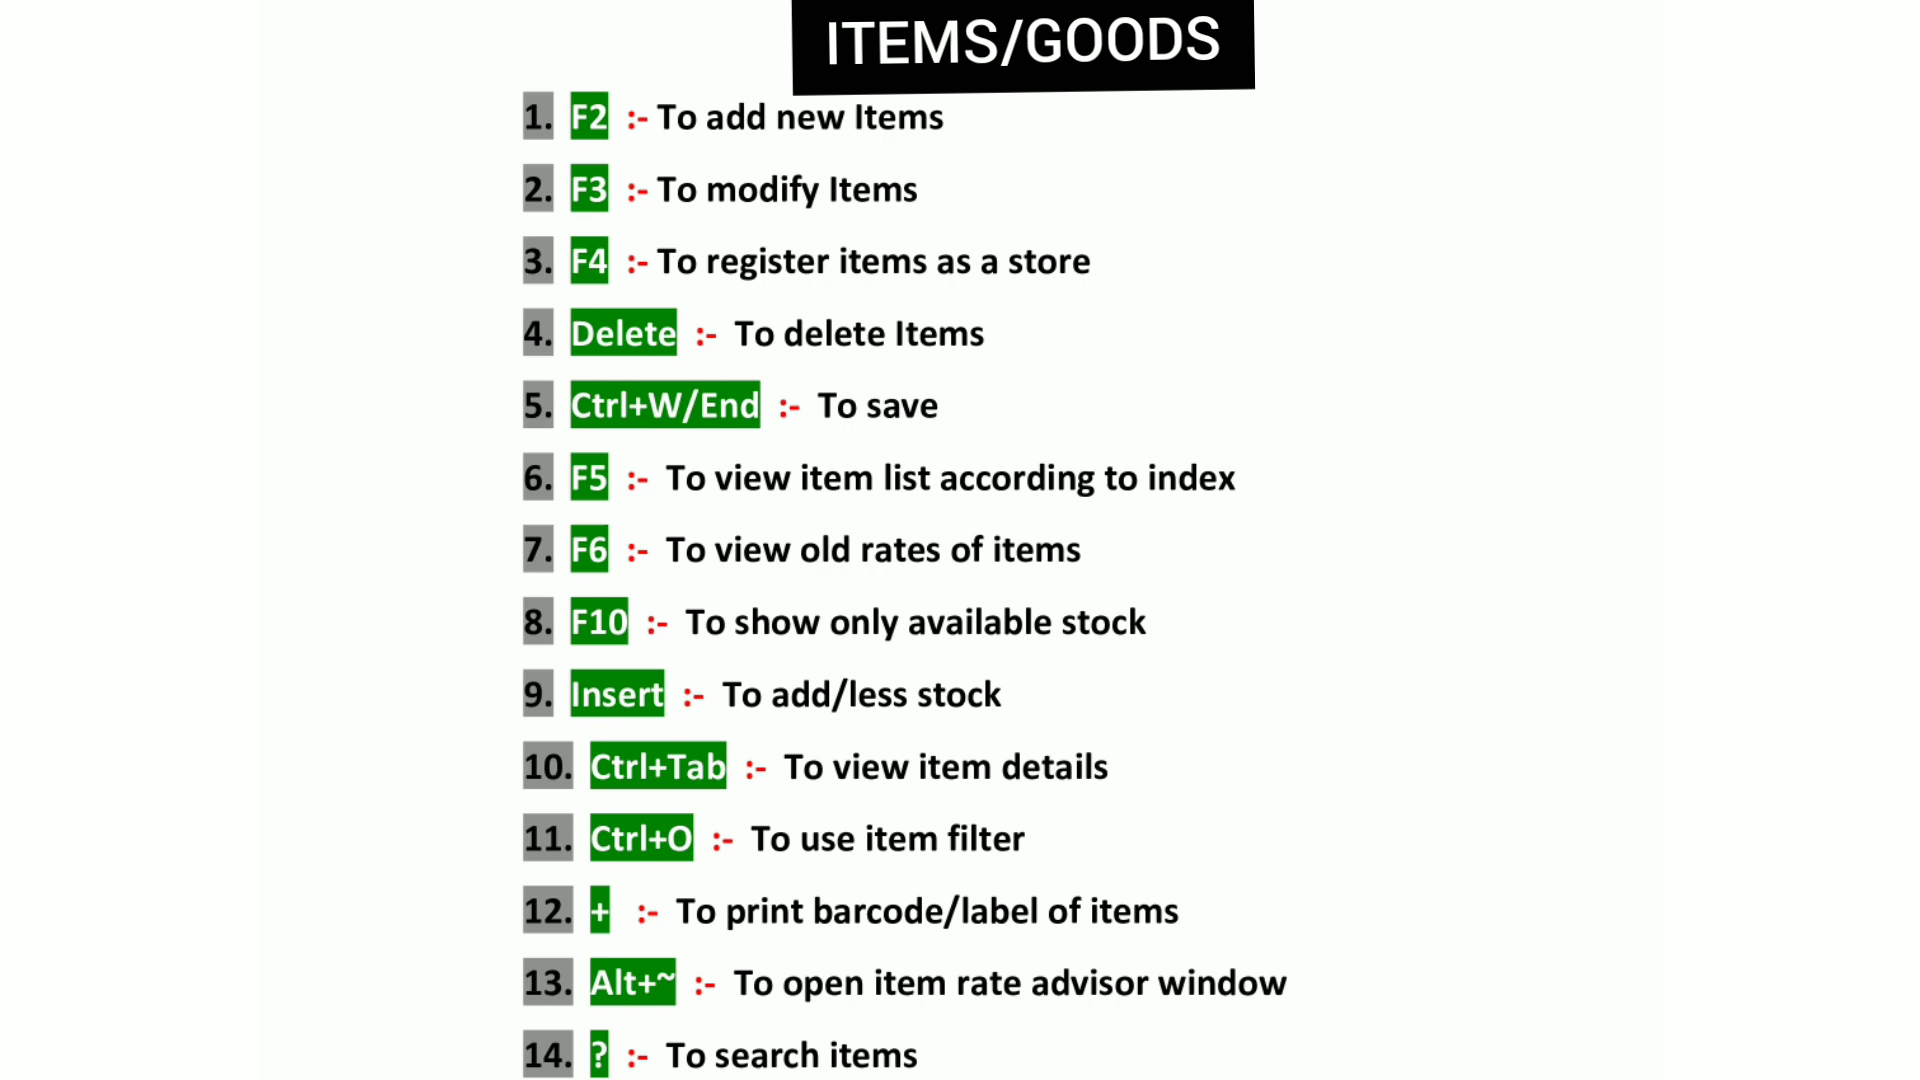 ITEMS/GOODS
1. F2 :- To add new Items
2. F3 :- To modify Items
3. F4 :- To register items as a store
4. Delete :- To delete Items
5. Ctrl+W/End :- To save
6. F5 :- To view item list according to index
7. F6 :- To view old rates of items
8. F10 :- To show only available stock
9. Insert :- To add/less stock
10. Ctrl+Tab :- To view item details
11. Ctrl+O :- To use item filter
12. + :- To print barcode/label of items
13. Alt+~ :- To open item rate advisor window
14. ? :- To search items